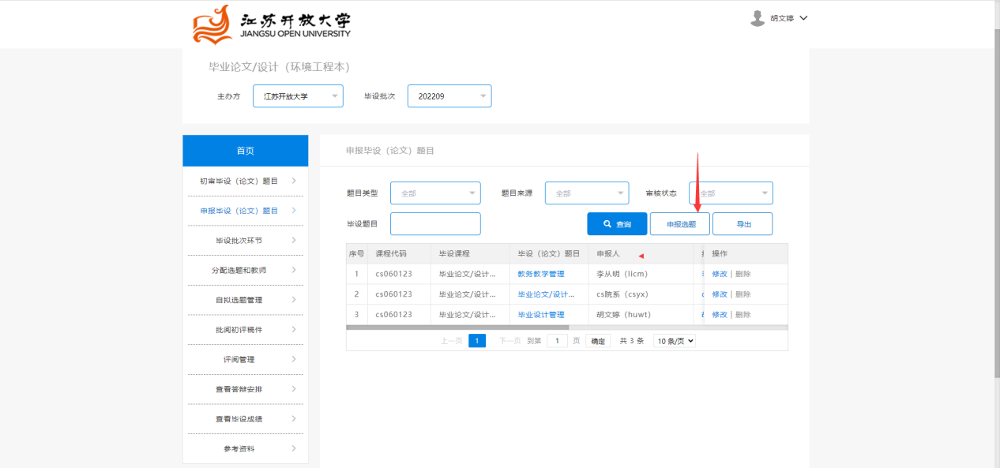 江苏开放大学
JIANGSU OPEN UNIVERSITY
胡文婷
毕业论文/设计（环境工程本）
主办方 江苏开放大学 毕设批次 202209
首页
初审毕设（论文）题目
申报毕设（论文）题目
毕设批次环节
分配选题和教师
自拟选题管理
批阅初评稿件
评阅管理
查看答辩安排
查看毕设成绩
参考资料
申报毕设（论文）题目
题目类型 全部 题目来源 全部 审核状态 全部
毕设题目 查询 申报选题 导出
序号 课程代码 毕设课程 毕设（论文）题目 申报人 操作
1 cs060123 毕业论文/设计... 教务教学管理 李从明（licm） 修改 | 删除
2 cs060123 毕业论文/设计... 毕业论文/设计... cs院系（csyx） 修改 | 删除
3 cs060123 毕业论文/设计... 毕业设计管理 胡文婷（huwt） 修改 | 删除
上一页 1 下一页 到第 1 页 确定 共 3 条 10 条/页